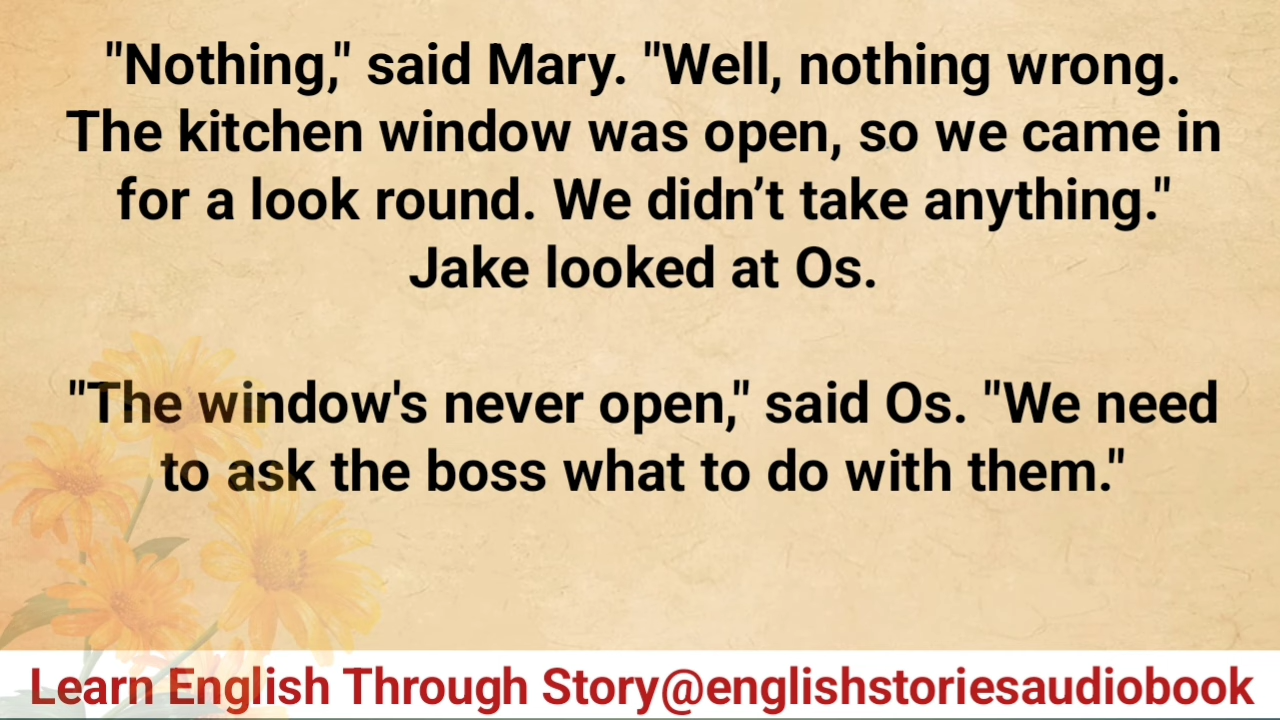 "Nothing," said Mary. "Well, nothing wrong.
The kitchen window was open, so we came in
for a look round. We didn’t take anything."
Jake looked at Os.
"The window's never open," said Os. "We need
to ask the boss what to do with them."
Learn English Through Story@englishstoriesaudiobook